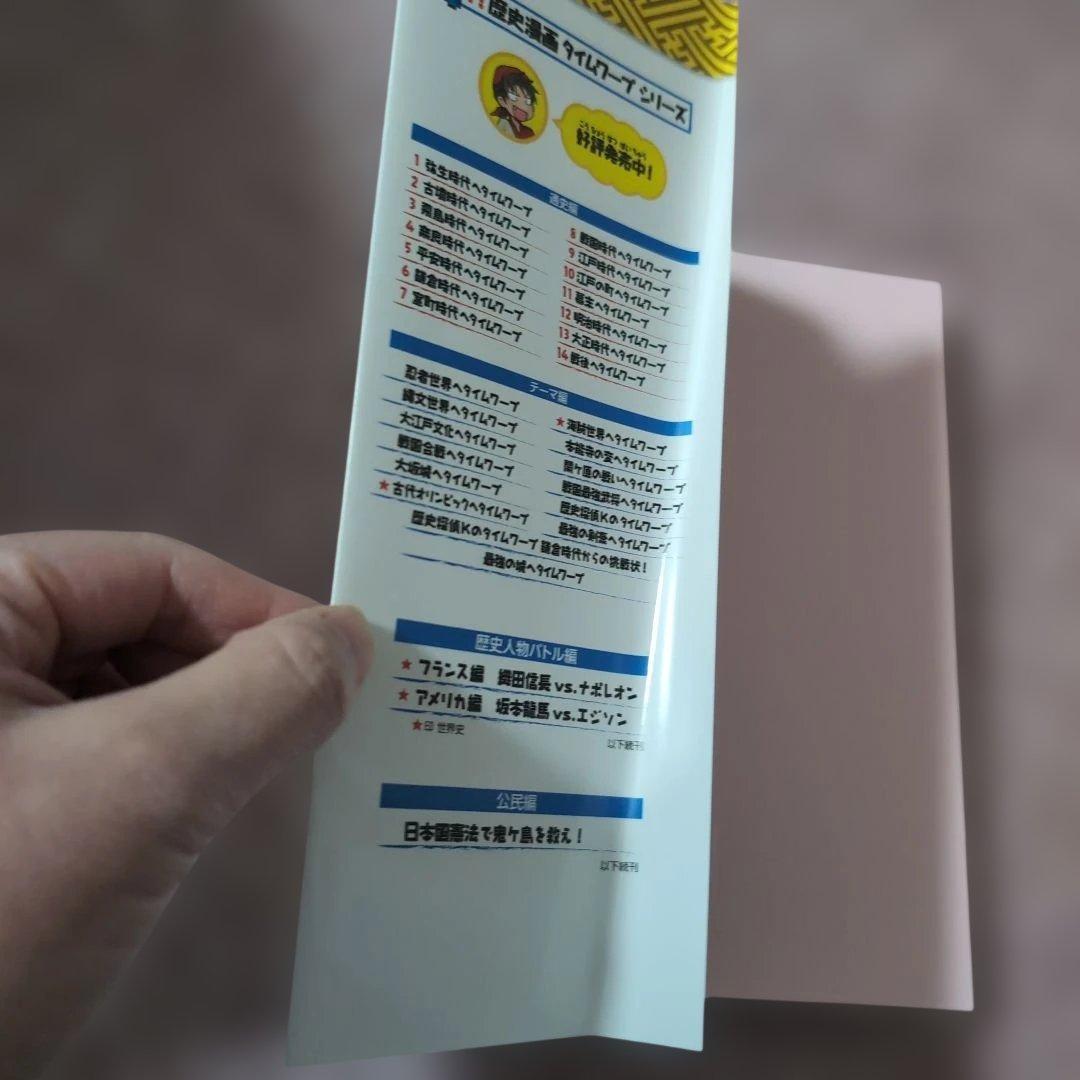 歴史漫画 タイムワープ シリーズ
こうひょうはつばいちゅう
好評発売中!
通史編
1 弥生時代へタイムワープ
2 古墳時代へタイムワープ
3 飛鳥時代へタイムワープ
4 奈良時代へタイムワープ
5 平安時代へタイムワープ
6 鎌倉時代へタイムワープ
7 室町時代へタイムワープ
8 戦国時代へタイムワープ
9 江戸時代へタイムワープ
10 江戸の町へタイムワープ
11 幕末へタイムワープ
12 明治時代へタイムワープ
13 大正時代へタイムワープ
14 戦後へタイムワープ
テーマ編
忍者世界へタイムワープ
縄文世界へタイムワープ
大江戸文化へタイムワープ
戦国合戦へタイムワープ
大坂城へタイムワープ
★古代オリンピックへタイムワープ
★海賊世界へタイムワープ
本能寺の変へタイムワープ
関ケ原の戦いへタイムワープ
戦国最強武将へタイムワープ
歴史探偵Kのタイムワープ
最強の剣豪へタイムワープ
歴史探偵Kのタイムワープ 鎌倉時代からの挑戦状!
最強の城へタイムワープ
歴史人物バトル編
★ フランス編 織田信長 vs.ナポレオン
★ アメリカ編 坂本龍馬 vs.エジソン
★印 世界史
以下続刊
公民編
日本国憲法で鬼ケ島を救え!
以下続刊